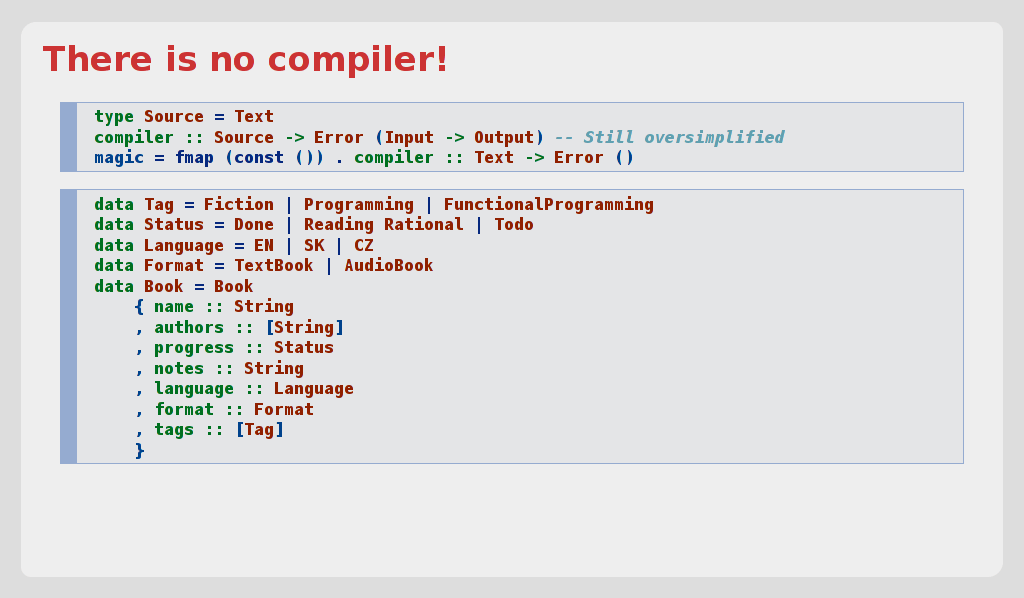 There is no compiler!
type Source = Text
compiler :: Source -> Error (Input -> Output) -- Still oversimplified
magic = fmap (const ()) . compiler :: Text -> Error ()
data Tag = Fiction | Programming | FunctionalProgramming
data Status = Done | Reading Rational | Todo
data Language = EN | SK | CZ
data Format = TextBook | AudioBook
data Book = Book
    { name :: String
    , authors :: [String]
    , progress :: Status
    , notes :: String
    , language :: Language
    , format :: Format
    , tags :: [Tag]
    }